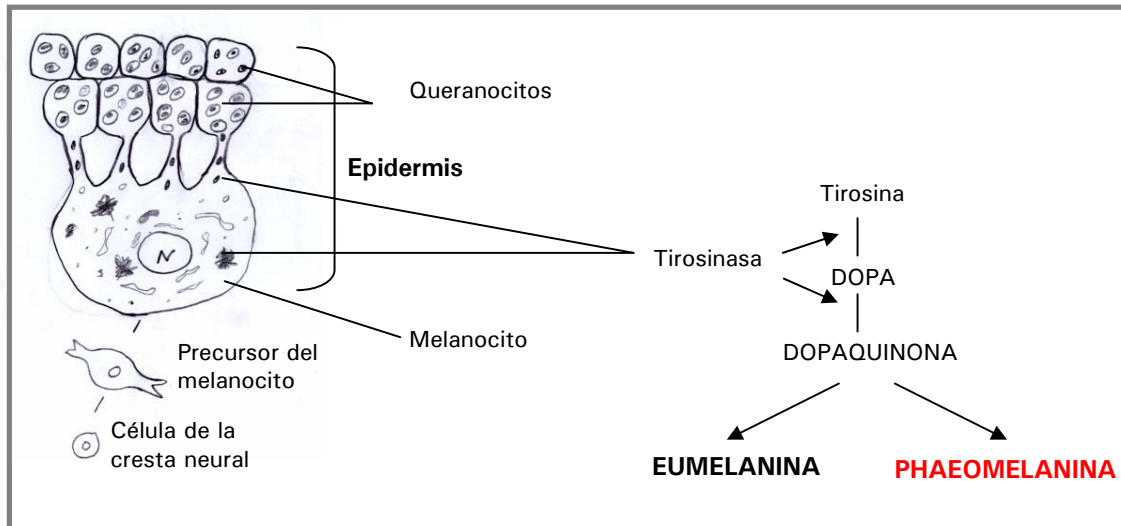 Queranocitos
Epidermis
Tirosina
Tirosinasa
DOPA
N
Melanocito
DOPAQUINONA
Precursor del
melanocito
Célula de la
cresta neural
EUMELANINA
PHAEOMELANINA